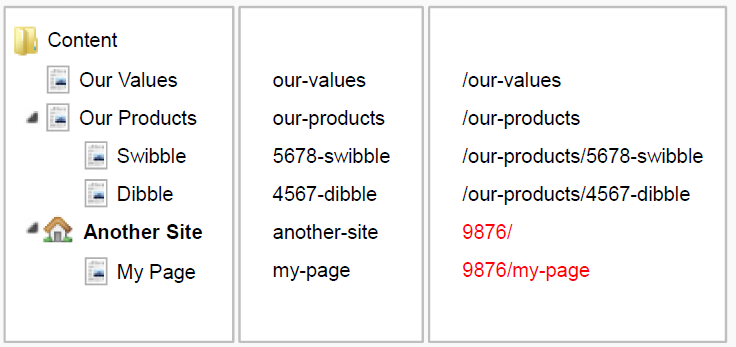 Content
Our Values our-values /our-values
Our Products our-products /our-products
Swibble 5678-swibble /our-products/5678-swibble
Dibble 4567-dibble /our-products/4567-dibble
Another Site another-site 9876/
My Page my-page 9876/my-page